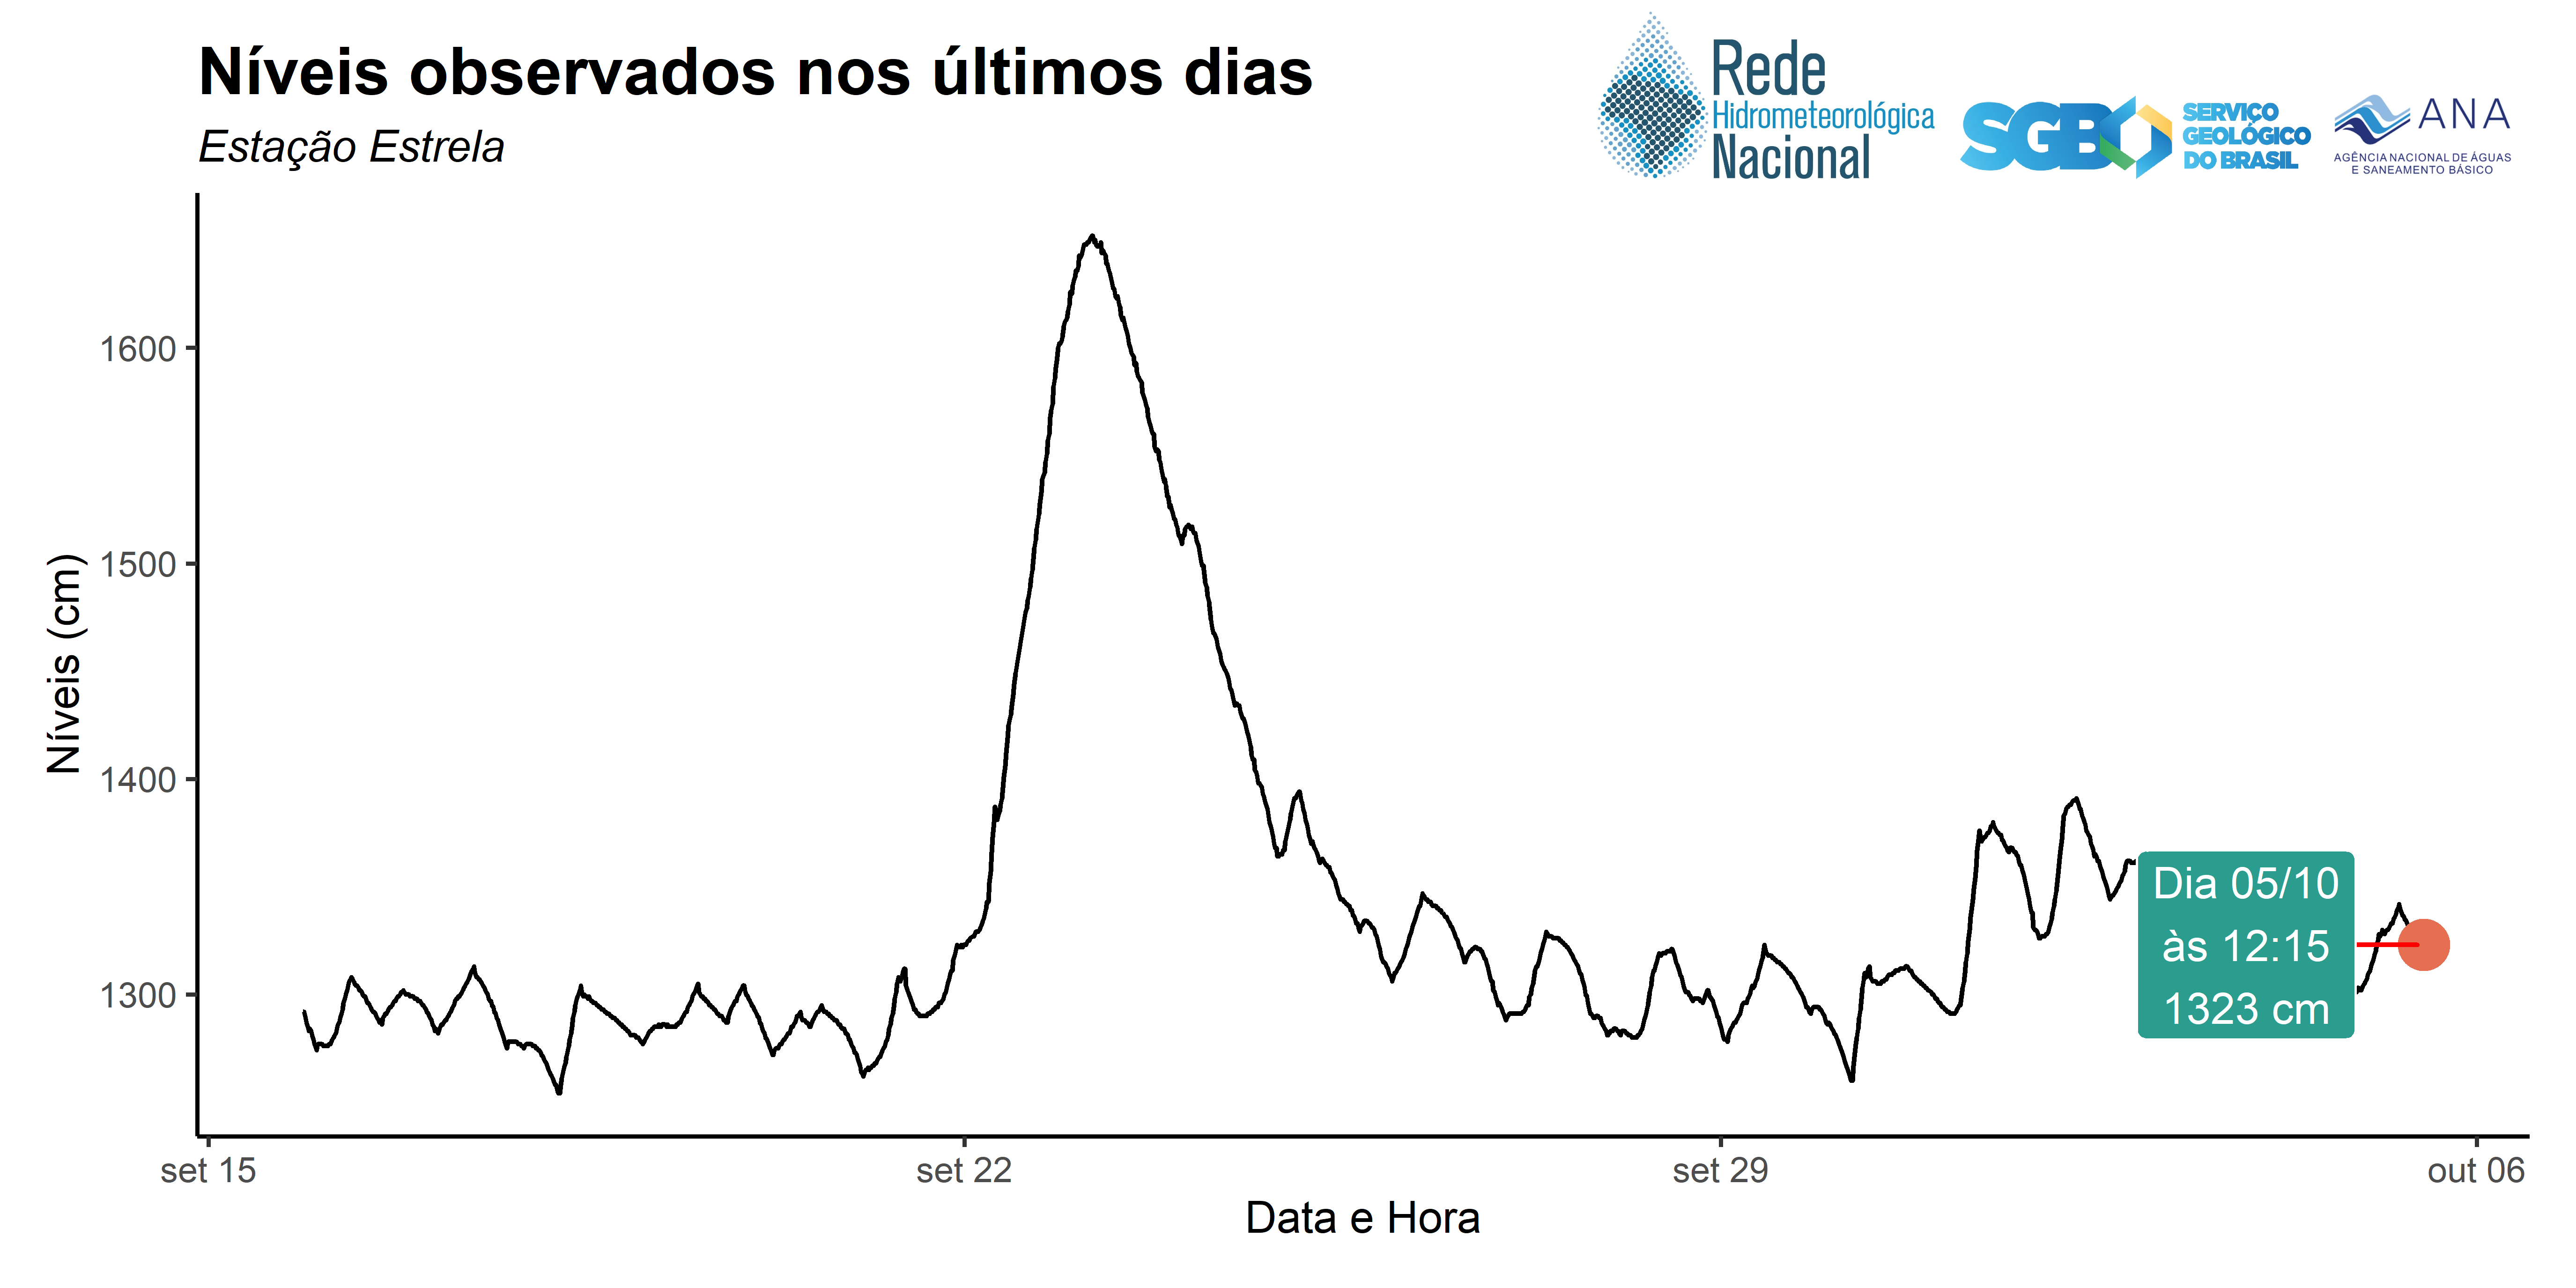 Níveis observados nos últimos dias
Estação Estrela
Rede
Hidrometeorológica
Nacional
SGB
SERVIÇO
GEOLÓGICO
DO BRASIL
ANA
AGÊNCIA NACIONAL DE ÁGUAS
E SANEAMENTO BÁSICO
Níveis (cm)
1600
1500
1400
1300
Dia 05/10
às 12:15
1323 cm
set 15
set 22
set 29
out 06
Data e Hora